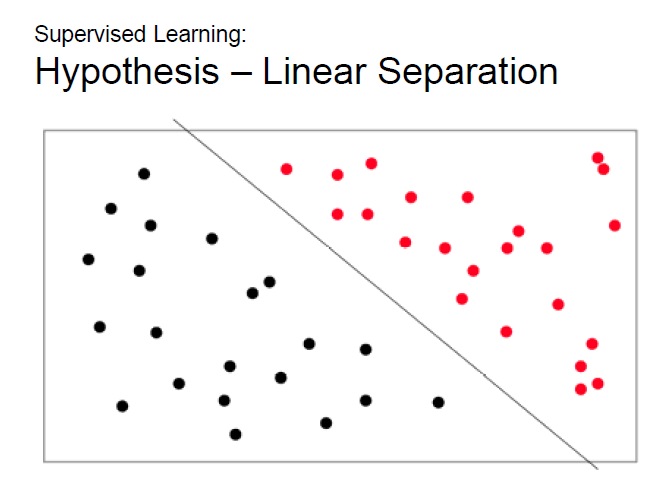 Supervised Learning:
Hypothesis – Linear Separation